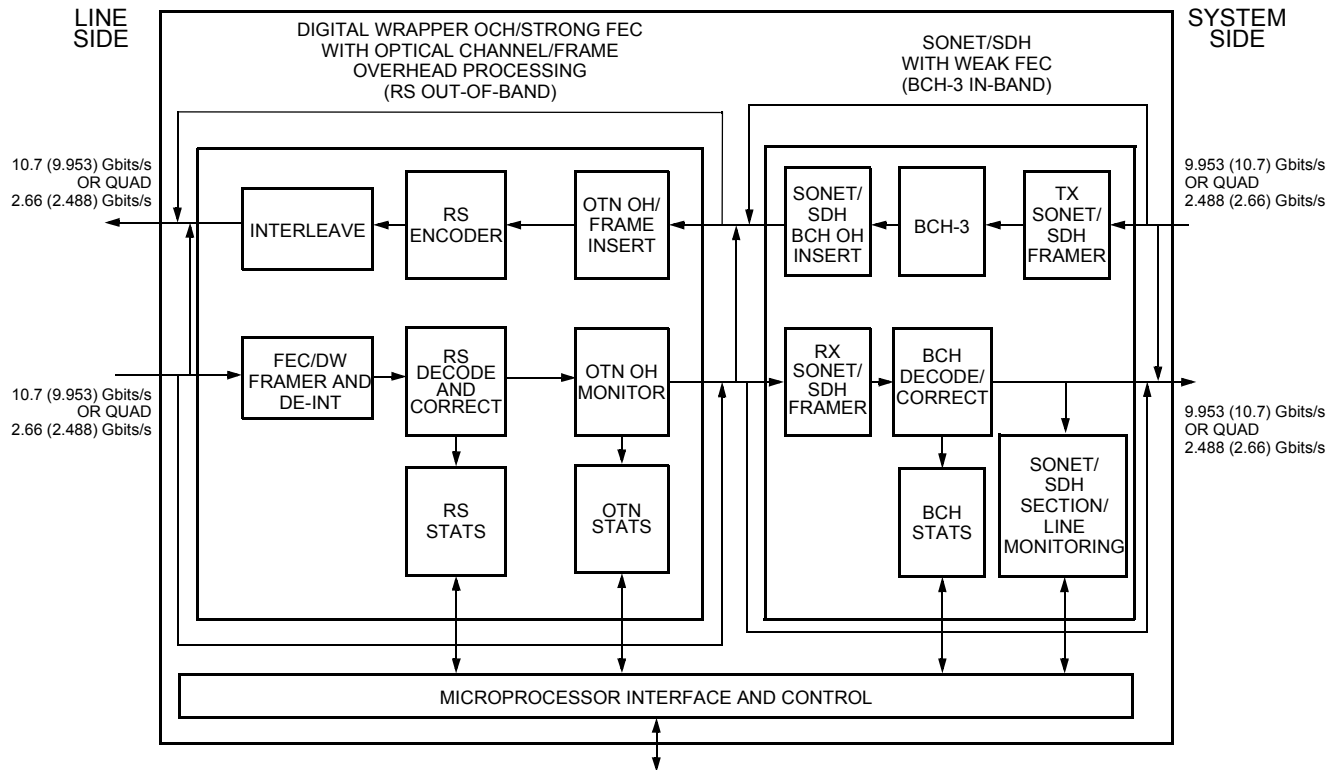 LINE
SIDE
DIGITAL WRAPPER OCH/STRONG FEC
WITH OPTICAL CHANNEL/FRAME
OVERHEAD PROCESSING
(RS OUT-OF-BAND)
SONET/SDH
WITH WEAK FEC
(BCH-3 IN-BAND)
SYSTEM
SIDE
10.7 (9.953) Gbits/s
OR QUAD
2.66 (2.488) Gbits/s
INTERLEAVE
RS
ENCODER
OTN OH/
FRAME
INSERT
SONET/
SDH
BCH OH
INSERT
BCH-3
TX
SONET/
SDH
FRAMER
9.953 (10.7) Gbits/s
OR QUAD
2.488 (2.66) Gbits/s
10.7 (9.953) Gbits/s
OR QUAD
2.66 (2.488) Gbits/s
FEC/DW
FRAMER AND
DE-INT
RS
DECODE
AND
CORRECT
OTN OH
MONITOR
RX
SONET/
SDH
FRAMER
BCH
DECODE/
CORRECT
9.953 (10.7) Gbits/s
OR QUAD
2.488 (2.66) Gbits/s
RS
STATS
OTN
STATS
BCH
STATS
SONET/
SDH
SECTION/
LINE
MONITORING
MICROPROCESSOR INTERFACE AND CONTROL